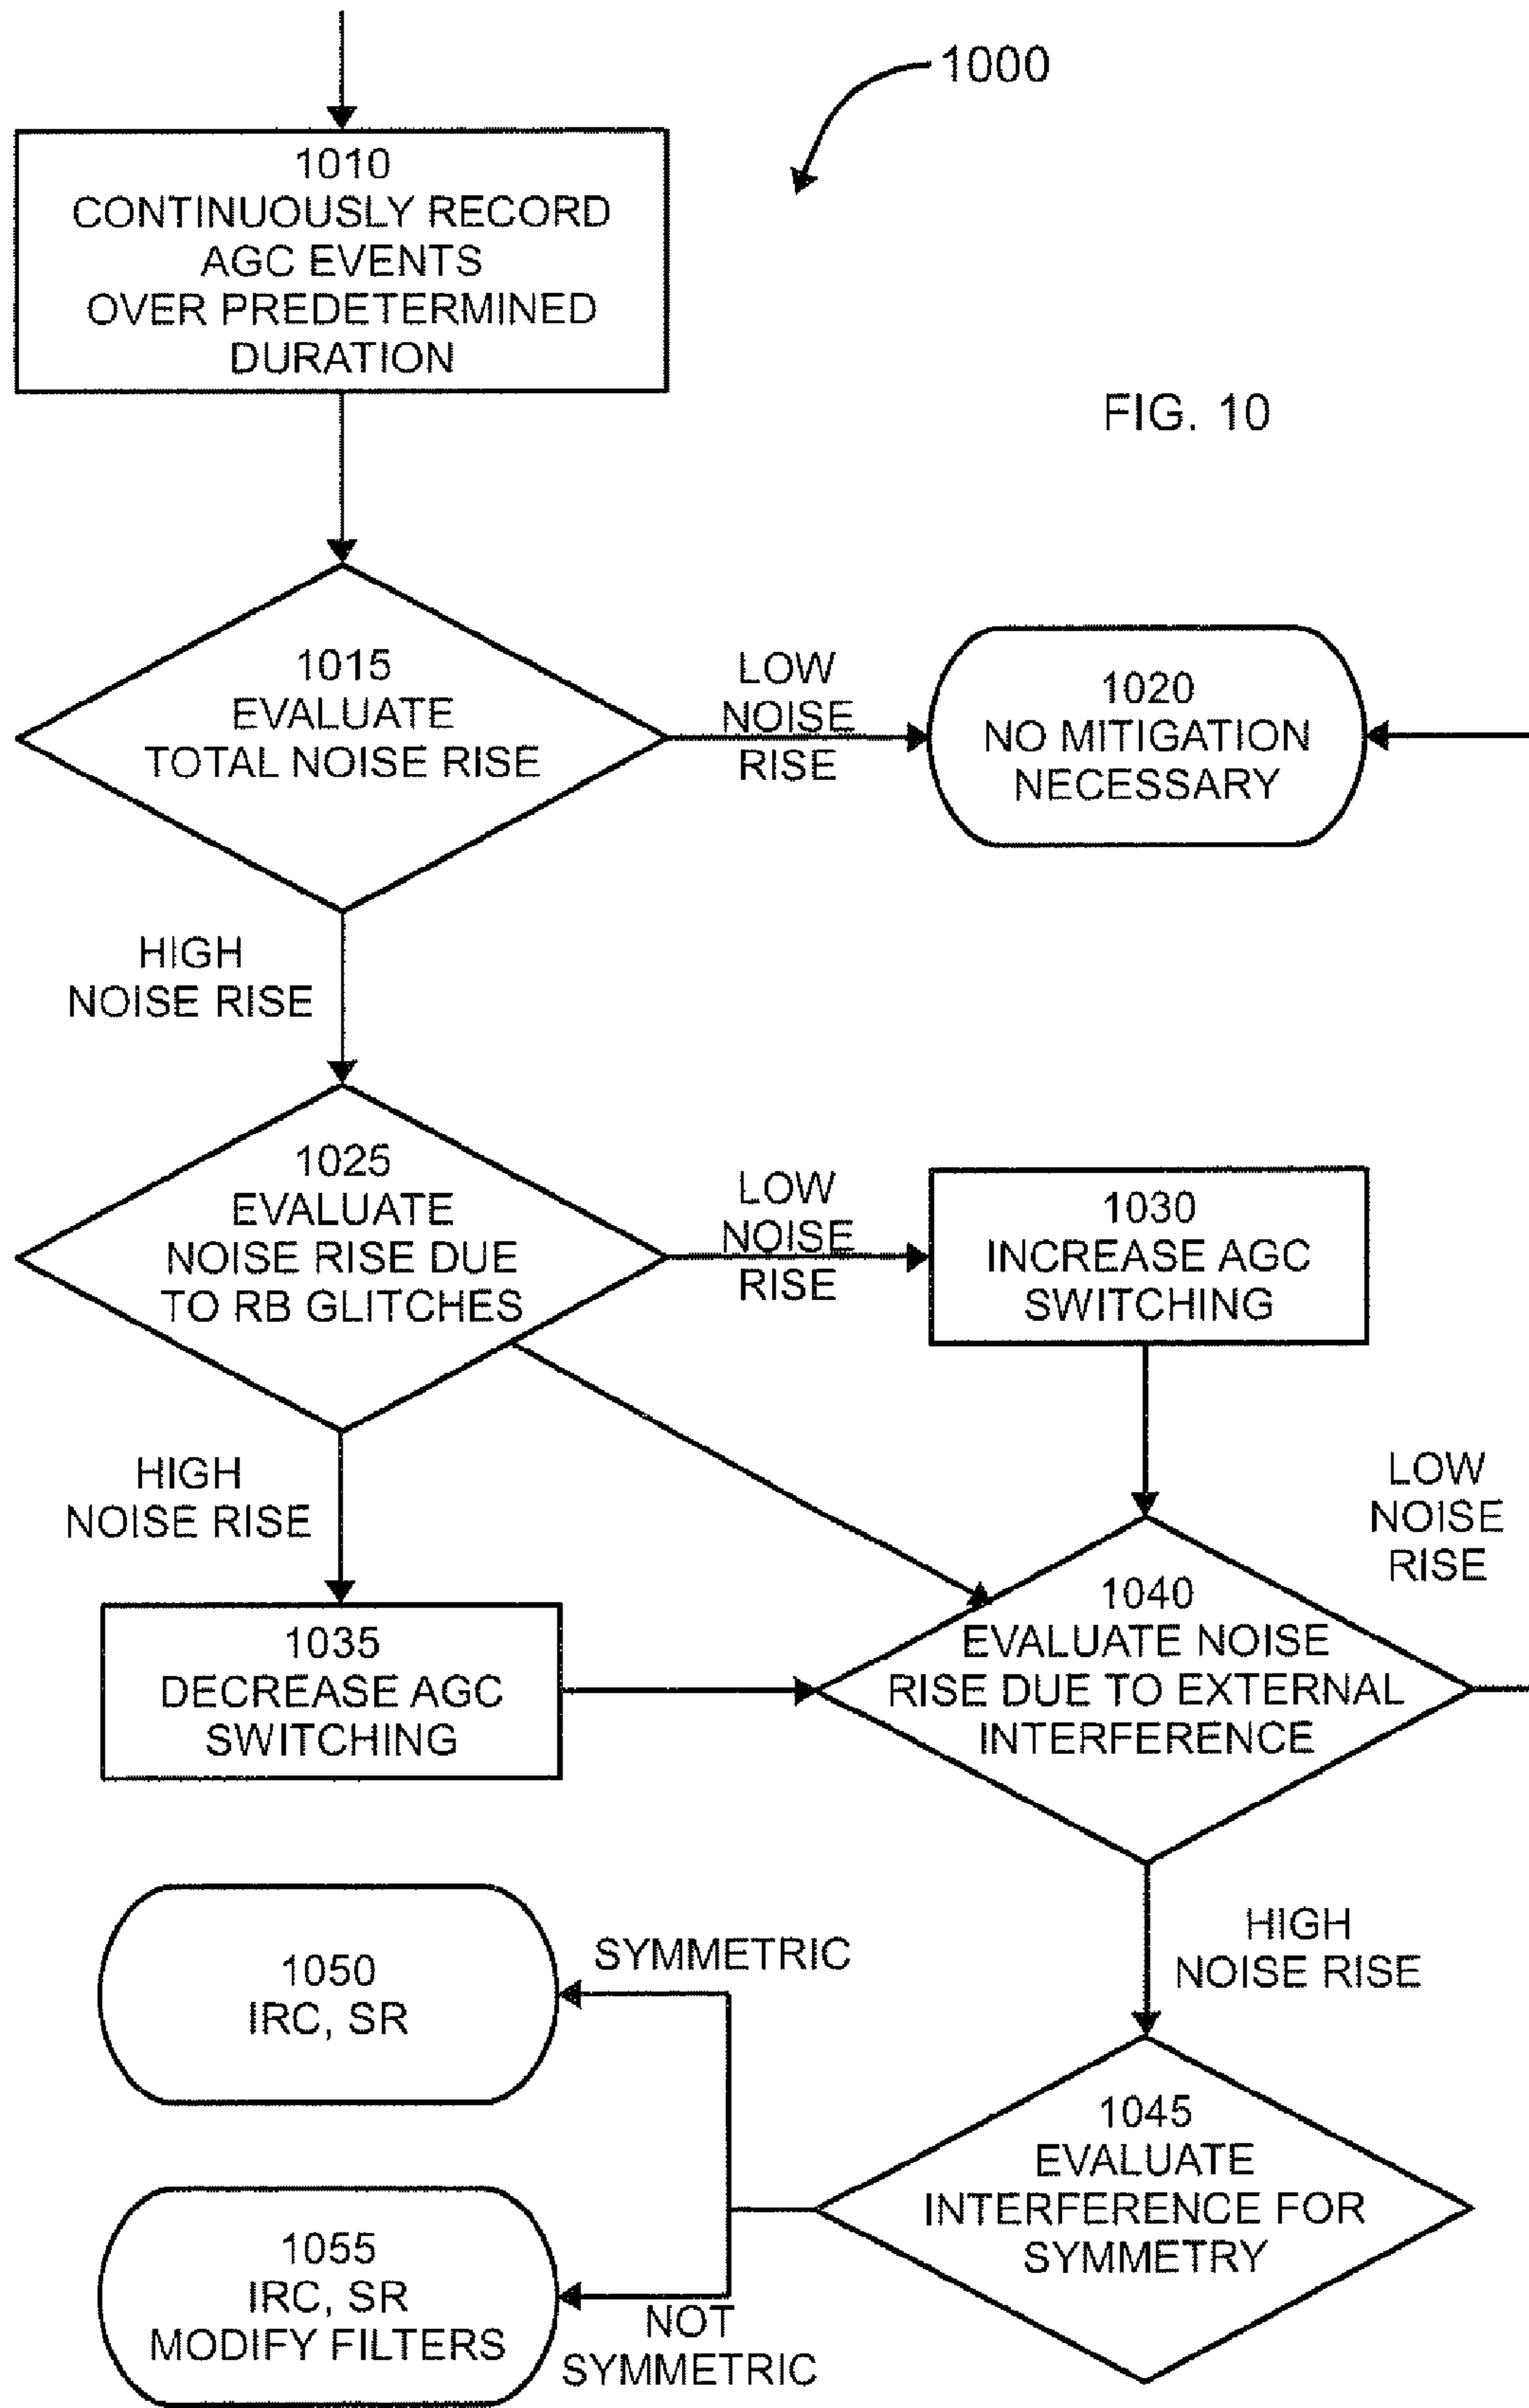 1000
1010
CONTINUOUSLY RECORD
AGC EVENTS
OVER PREDETERMINED
DURATION
FIG. 10
1015
EVALUATE
TOTAL NOISE RISE
LOW
NOISE
RISE
1020
NO MITIGATION
NECESSARY
HIGH
NOISE RISE
1025
EVALUATE
NOISE RISE DUE
TO RB GLITCHES
LOW
NOISE
RISE
1030
INCREASE AGC
SWITCHING
HIGH
NOISE RISE
LOW
NOISE
RISE
1035
DECREASE AGC
SWITCHING
1040
EVALUATE NOISE
RISE DUE TO EXTERNAL
INTERFERENCE
HIGH
NOISE RISE
SYMMETRIC
1050
IRC, SR
1045
EVALUATE
INTERFERENCE FOR
SYMMETRY
1055
IRC, SR
MODIFY FILTERS
NOT
SYMMETRIC